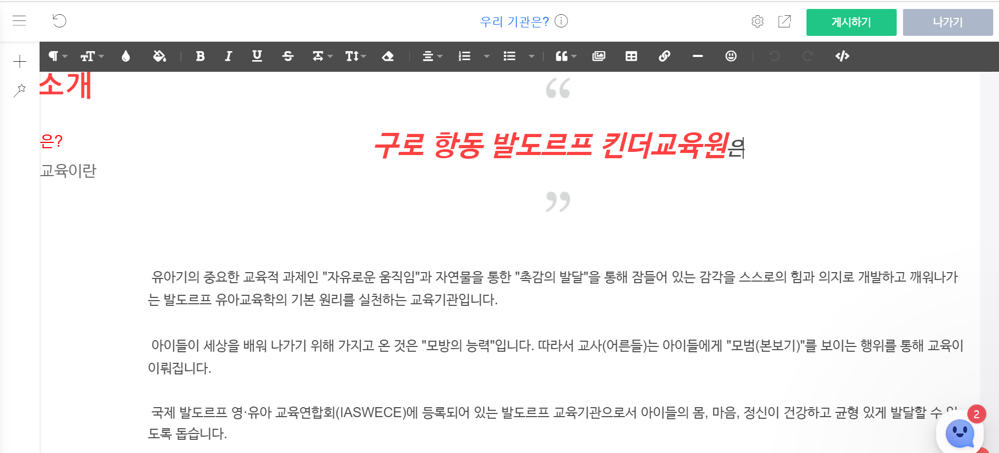 우리 기관은?
게시하기
나가기
소개
은?
교육이란
“
구로 항동 발도르프 킨더교육원은
”
유아기의 중요한 교육적 과제인 "자유로운 움직임"과 자연물을 통한 "촉감의 발달"을 통해 잠들어 있는 감각을 스스로의 힘과 의지로 개발하고 깨워나가
는 발도르프 유아교육학의 기본 원리를 실천하는 교육기관입니다.
아이들이 세상을 배워 나가기 위해 가지고 온 것은 "모방의 능력"입니다. 따라서 교사(어른들)는 아이들에게 "모범(본보기)"를 보이는 행위를 통해 교육이
이뤄집니다.
국제 발도르프 영·유아 교육연합회(IASWECE)에 등록되어 있는 발도르프 교육기관으로서 아이들의 몸, 마음, 정신이 건강하고 균형 있게 발달할 수
도록 돕습니다.
2